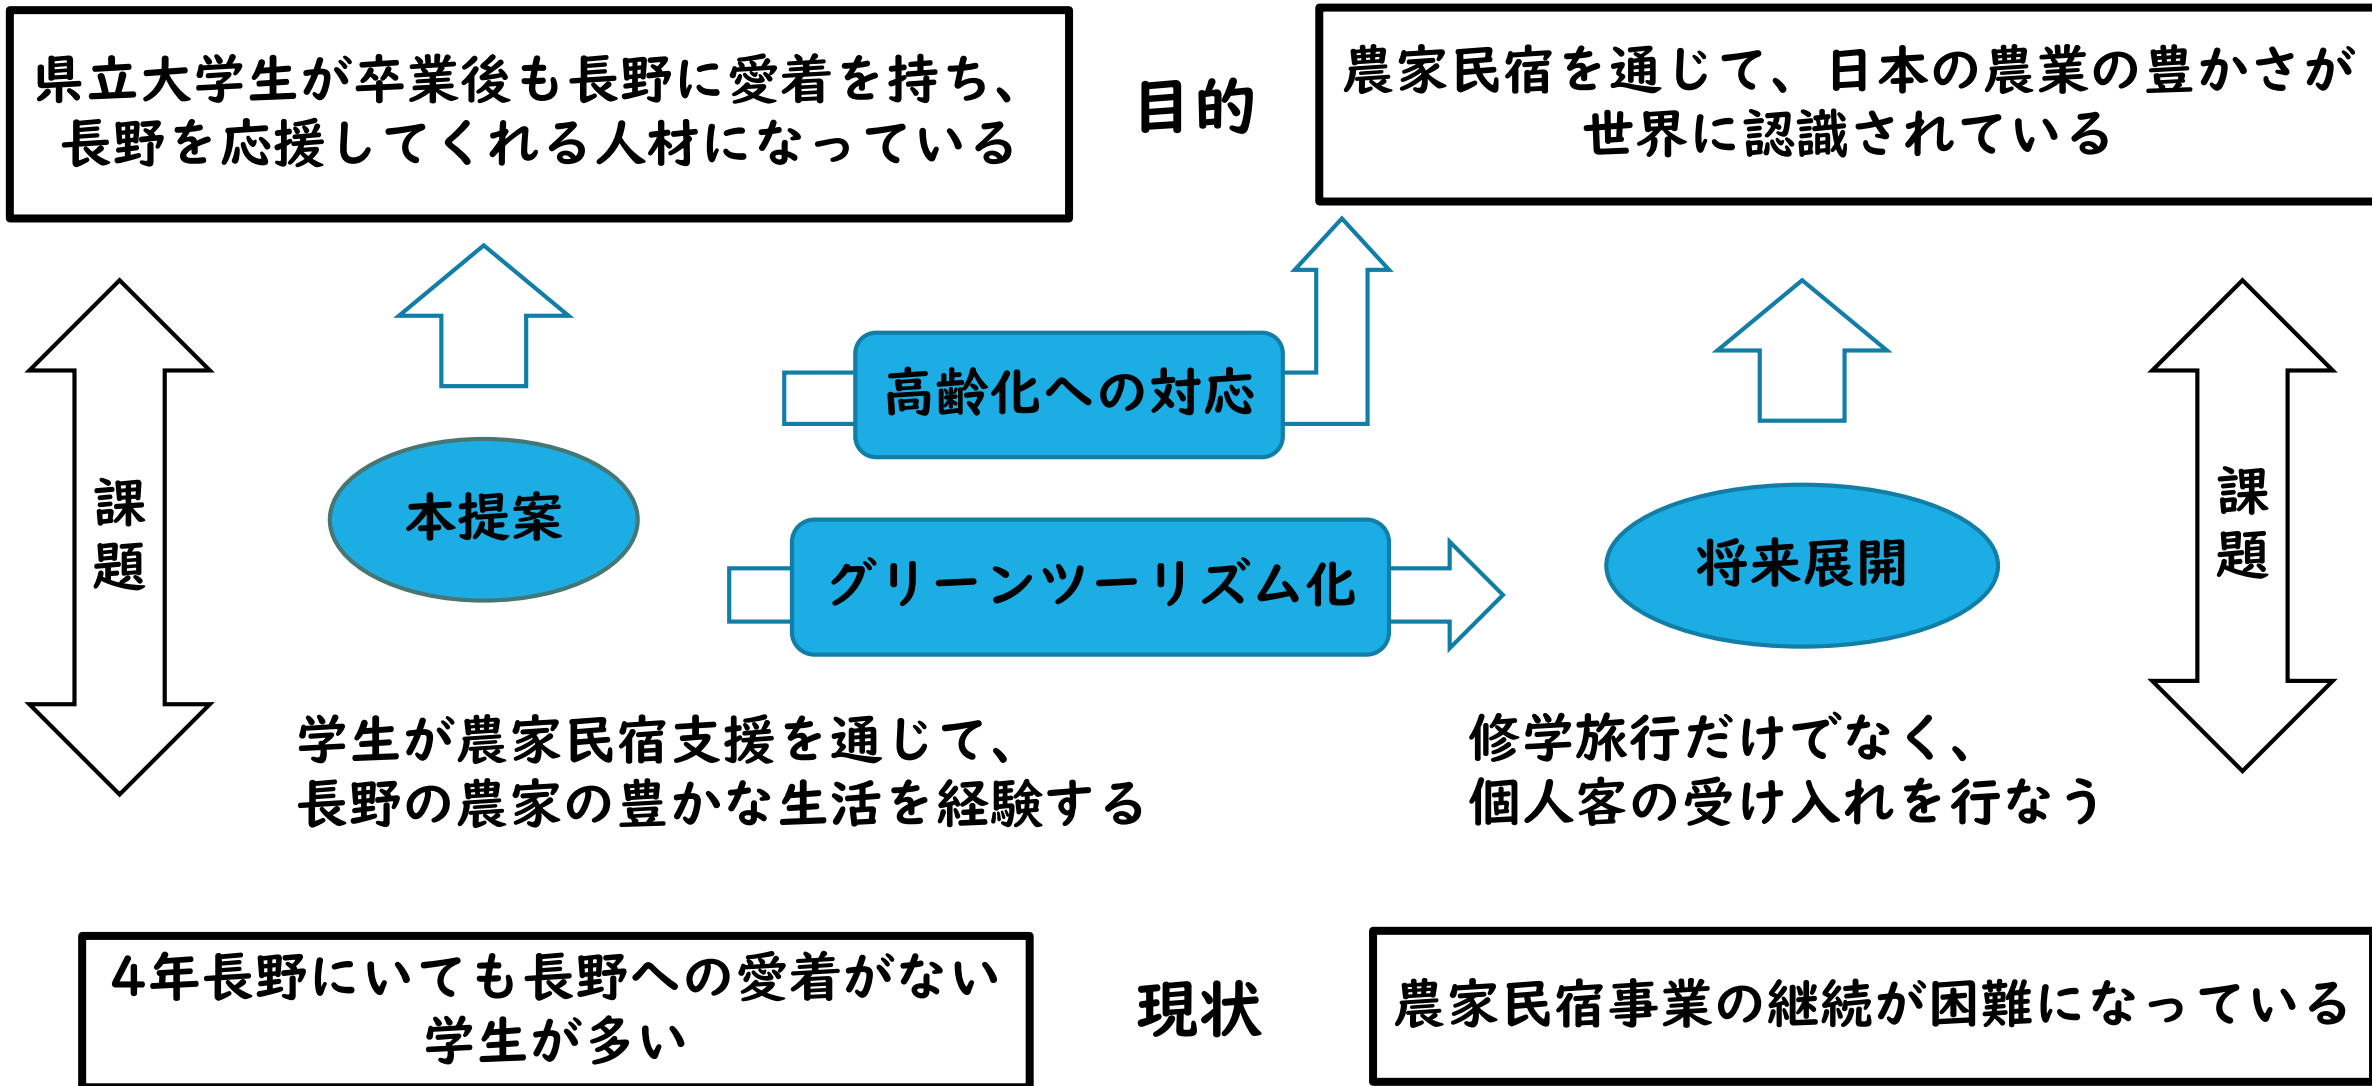 県立大学生が卒業後も長野に愛着を持ち、
長野を応援してくれる人材になっている
目的
農家民宿を通じて、日本の農業の豊かさが
世界に認識されている
課
題
本提案
高齢化への対応
グリーンツーリズム化
将来展開
課
題
学生が農家民宿支援を通じて、
長野の農家の豊かな生活を経験する
修学旅行だけでなく、
個人客の受け入れを行なう
4年長野にいても長野への愛着がない
学生が多い
現状
農家民宿事業の継続が困難になっている